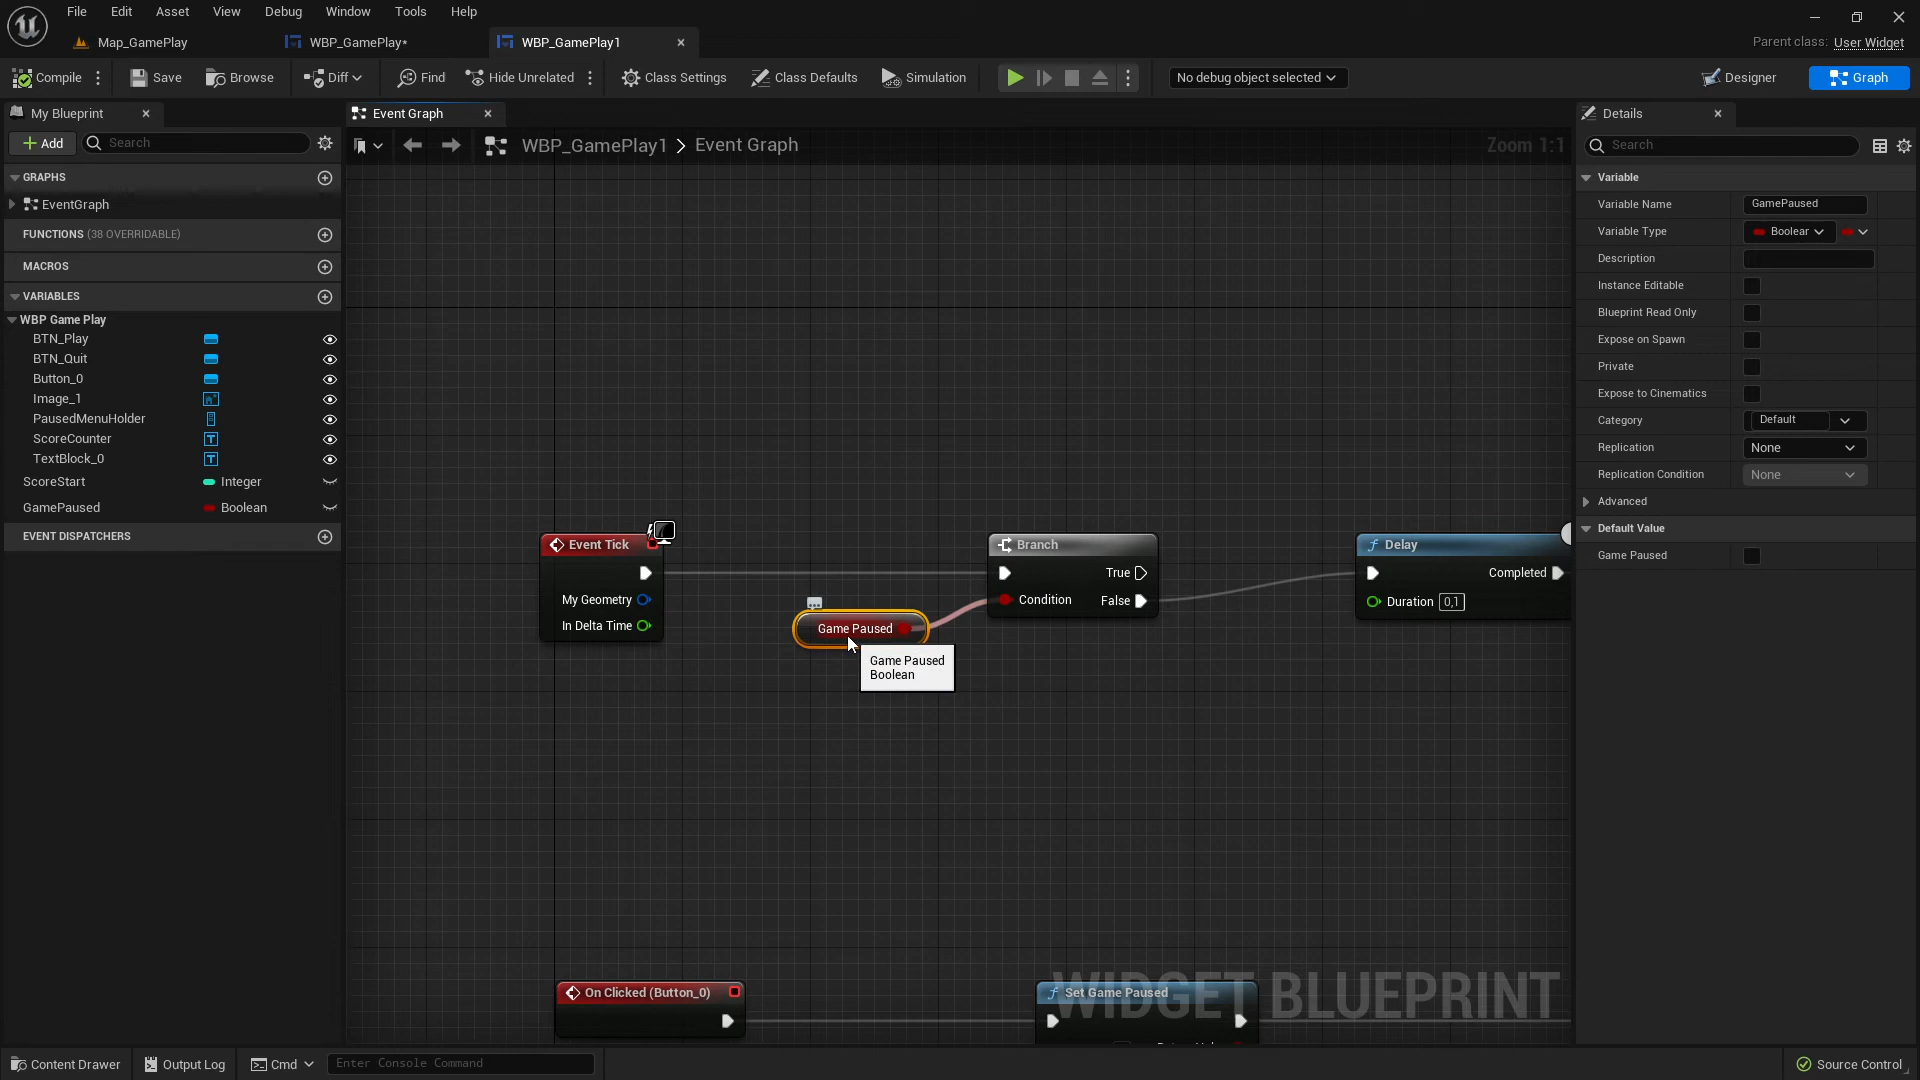 File Edit Asset View Debug Window Tools Help
Map_GamePlay WBP_GamePlay* WBP_GamePlay1 Parent class: User Widget
Compile Save Browse Diff Find Hide Unrelated Class Settings Class Defaults Simulation No debug object selected Designer Graph
My Blueprint Event Graph Details
Add Search WBP_GamePlay1 > Event Graph Zoom 1:1 Search
GRAPHS
EventGraph
FUNCTIONS (38 OVERRIDABLE)
MACROS
VARIABLES
WBP Game Play
BTN_Play
BTN_Quit
Button_0
Image_1
PausedMenuHolder
ScoreCounter
TextBlock_0
ScoreStart Integer
GamePaused Boolean
EVENT DISPATCHERS
Event Tick
My Geometry
In Delta Time
Game Paused
Game Paused
Boolean
Branch
True
Condition False
Delay
Completed
Duration 0,1
On Clicked (Button_0)
Set Game Paused
WIDGET BLUEPRINT
Variable
Variable Name GamePaused
Variable Type Boolear
Description
Instance Editable
Blueprint Read Only
Expose on Spawn
Private
Expose to Cinematics
Category Default
Replication None
Replication Condition None
Advanced
Default Value
Game Paused
Content Drawer Output Log Cmd Enter Console Command Source Control